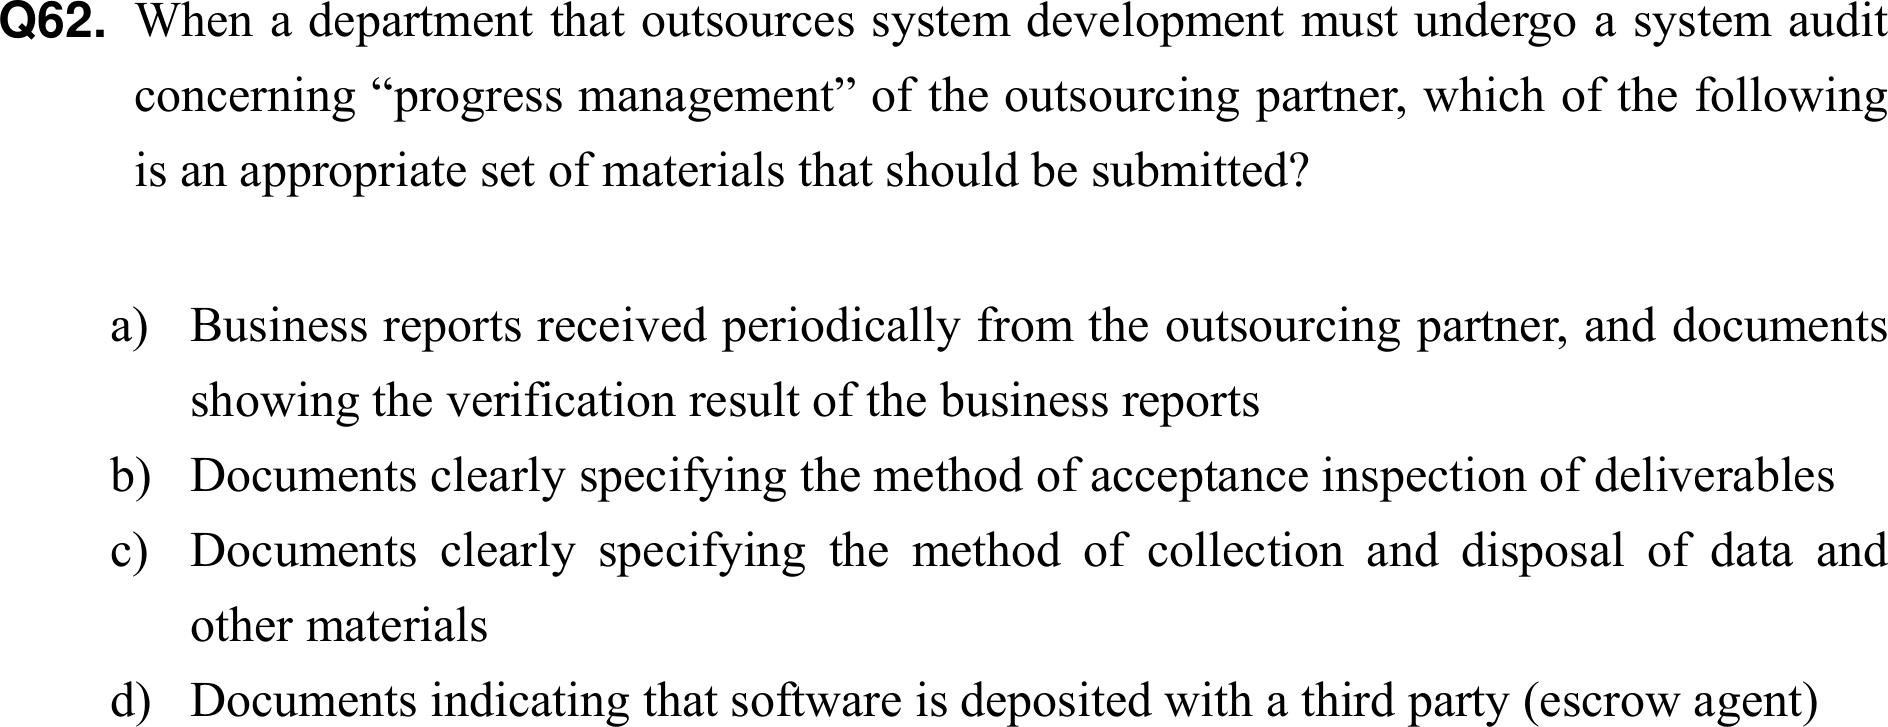 Q62. When a department that outsources system development must undergo a system audit
concerning “progress management” of the outsourcing partner, which of the following
is an appropriate set of materials that should be submitted?
a) Business reports received periodically from the outsourcing partner, and documents
showing the verification result of the business reports
b) Documents clearly specifying the method of acceptance inspection of deliverables
c) Documents clearly specifying the method of collection and disposal of data and
other materials
d) Documents indicating that software is deposited with a third party (escrow agent)